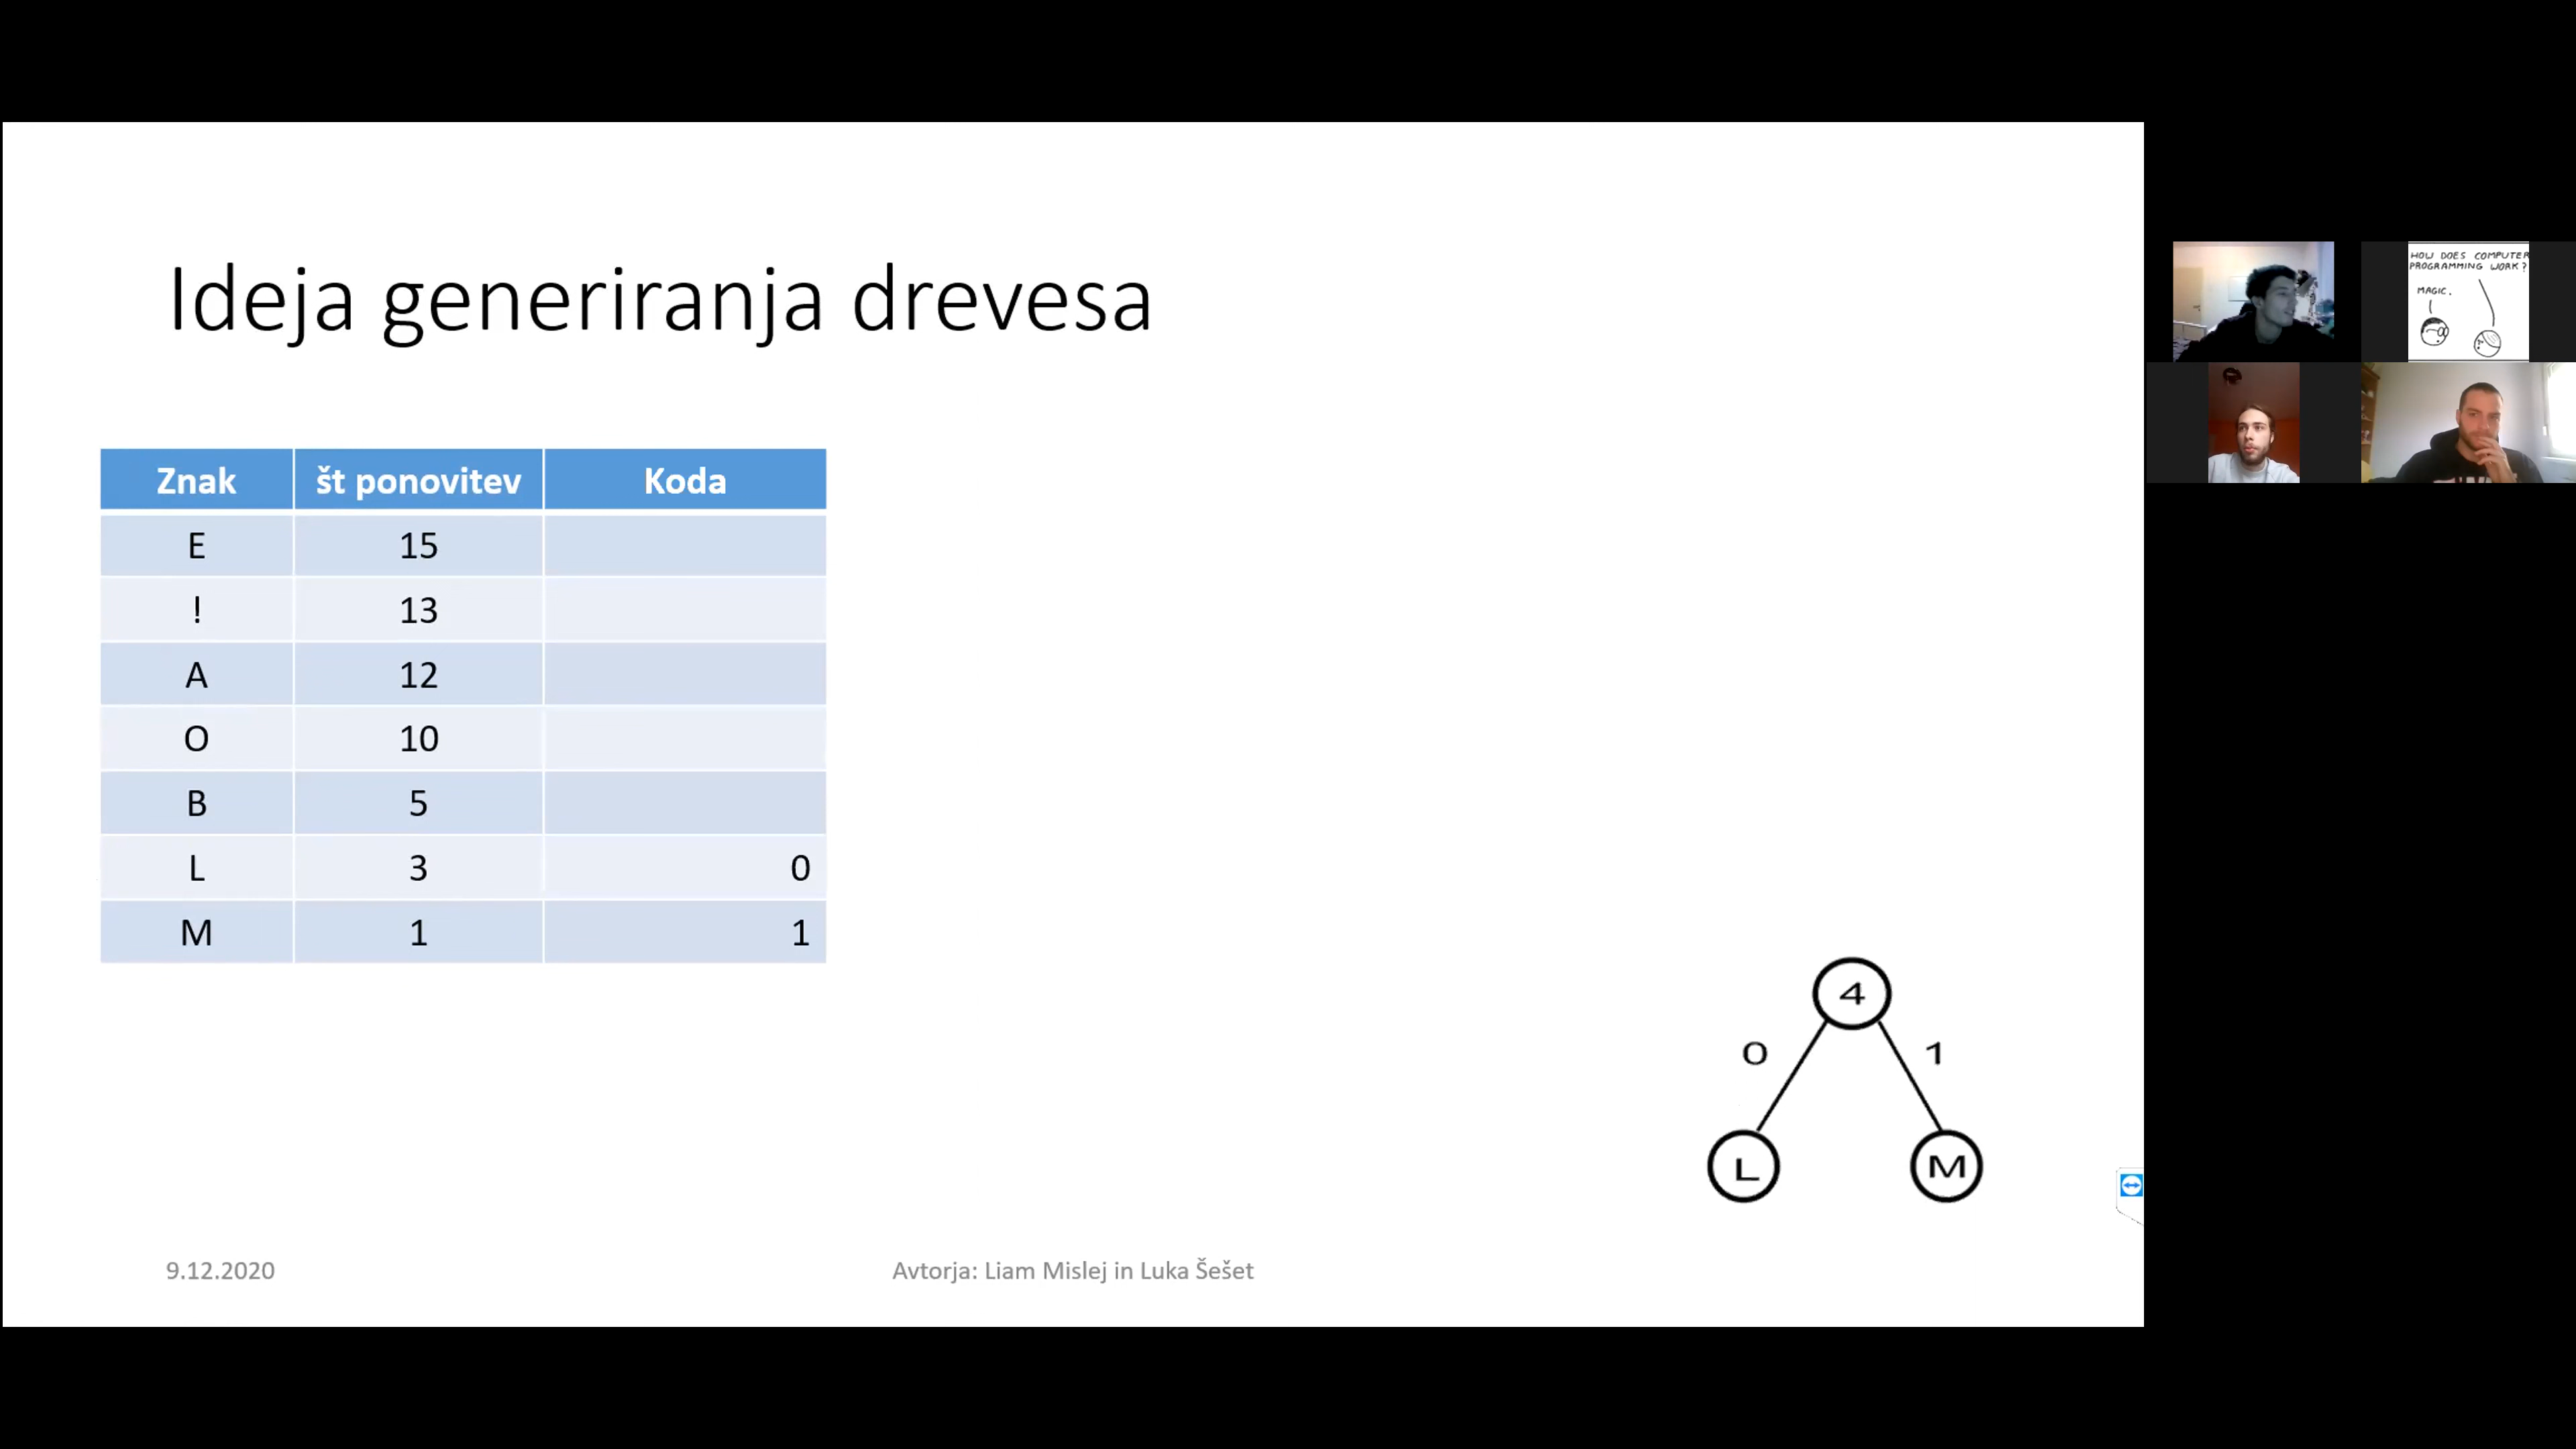 Ideja generiranja drevesa
Znak št ponovitev Koda
E 15
! 13
A 12
O 10
B 5
L 3 0
M 1 1
4
0 1
L M
9.12.2020 Avtorja: Liam Mislej in Luka Šešet
HOW DOES COMPUTER
PROGRAMMING WORK?
MAGIC.